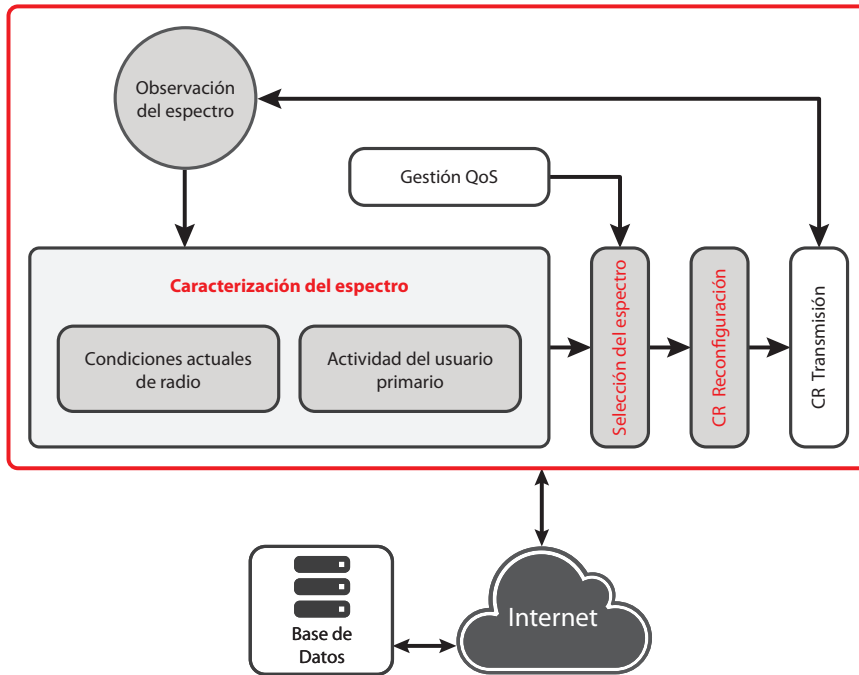 Observación
del espectro
Gestión QoS
Caracterización del espectro
Condiciones actuales
de radio
Actividad del usuario
primario
Selección del espectro
CR Reconfiguración
CR Transmisión
Base de
Datos
Internet